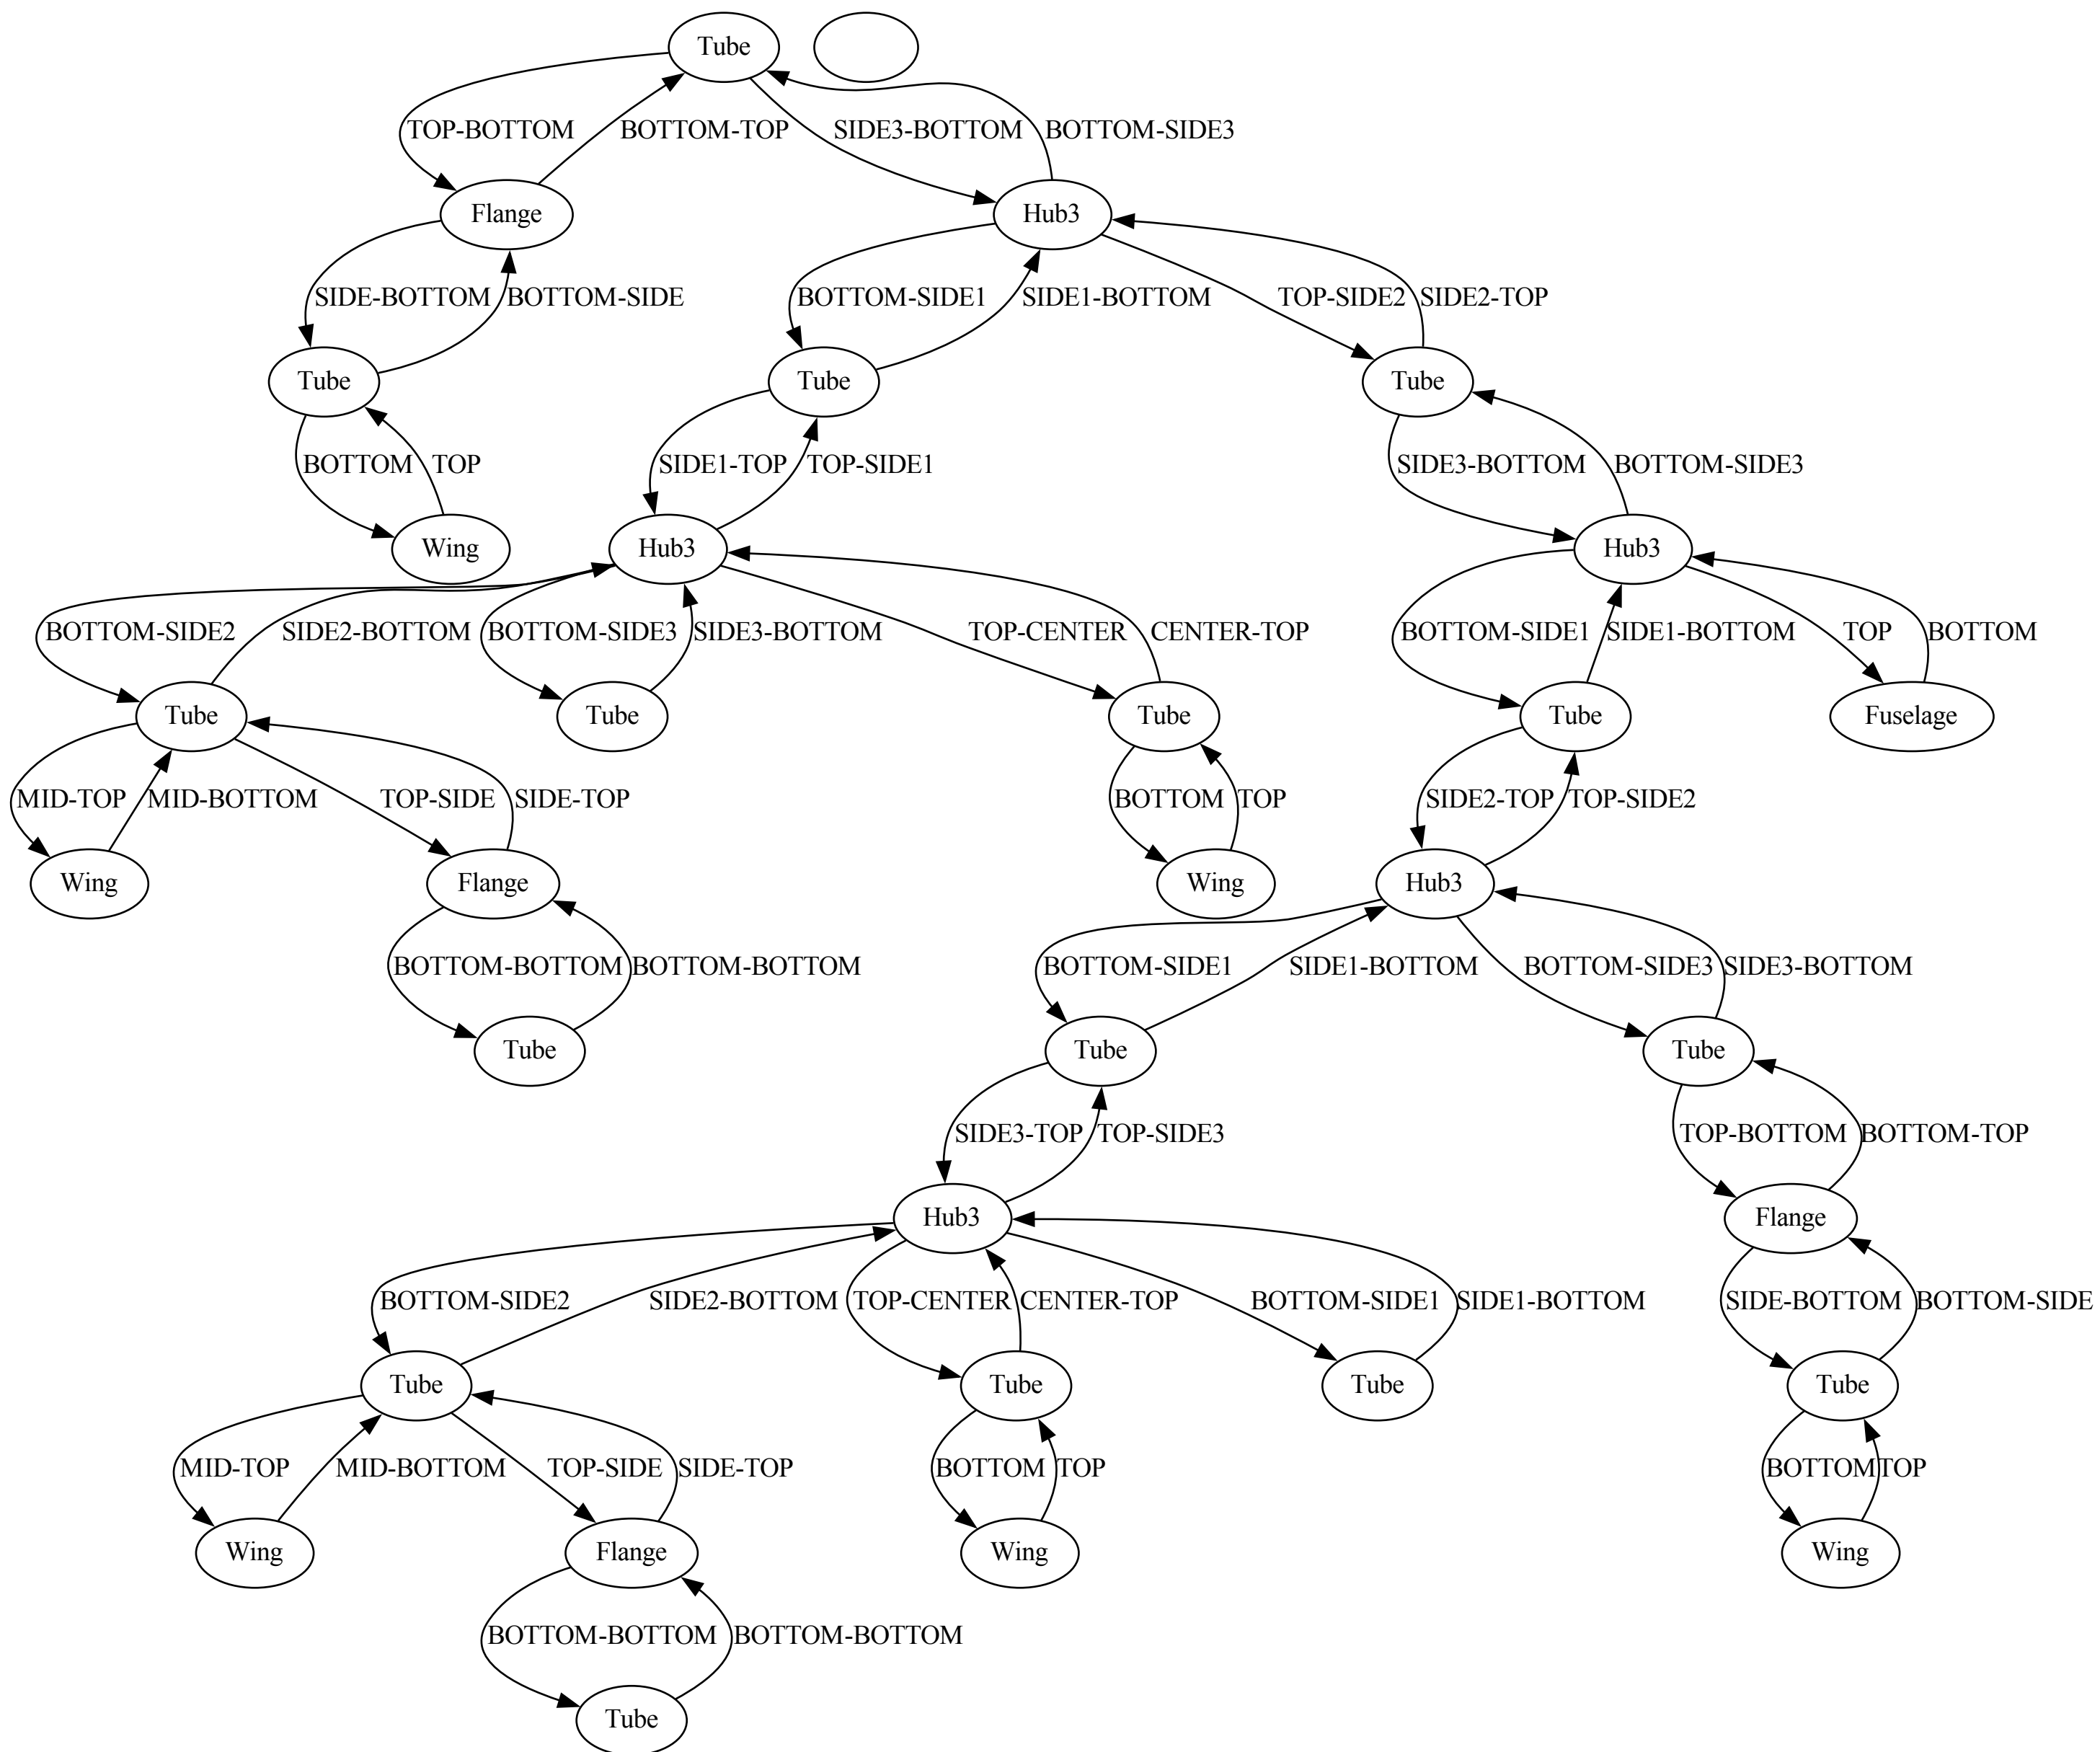 Tube
TOP-BOTTOM
BOTTOM-TOP
SIDE3-BOTTOM
BOTTOM-SIDE3
Flange
Hub3
SIDE-BOTTOM
BOTTOM-SIDE
BOTTOM-SIDE1
SIDE1-BOTTOM
TOP-SIDE2
SIDE2-TOP
Tube
Tube
Tube
BOTTOM
TOP
SIDE1-TOP
TOP-SIDE1
SIDE3-BOTTOM
BOTTOM-SIDE3
Wing
Hub3
Hub3
BOTTOM-SIDE2
SIDE2-BOTTOM
BOTTOM-SIDE3
SIDE3-BOTTOM
TOP-CENTER
CENTER-TOP
BOTTOM-SIDE1
SIDE1-BOTTOM
TOP
BOTTOM
Tube
Tube
Tube
Tube
Fuselage
MID-TOP
MID-BOTTOM
TOP-SIDE
SIDE-TOP
BOTTOM
TOP
SIDE2-TOP
TOP-SIDE2
Wing
Flange
Wing
Hub3
BOTTOM-BOTTOM
BOTTOM-BOTTOM
BOTTOM-SIDE1
SIDE1-BOTTOM
BOTTOM-SIDE3
SIDE3-BOTTOM
Tube
Tube
Tube
SIDE3-TOP
TOP-SIDE3
TOP-BOTTOM
BOTTOM-TOP
Hub3
Flange
BOTTOM-SIDE2
SIDE2-BOTTOM
TOP-CENTER
CENTER-TOP
BOTTOM-SIDE1
SIDE1-BOTTOM
SIDE-BOTTOM
BOTTOM-SIDE
Tube
Tube
Tube
Tube
MID-TOP
MID-BOTTOM
TOP-SIDE
SIDE-TOP
BOTTOM
TOP
BOTTOM
TOP
Wing
Flange
Wing
Wing
BOTTOM-BOTTOM
BOTTOM-BOTTOM
Tube